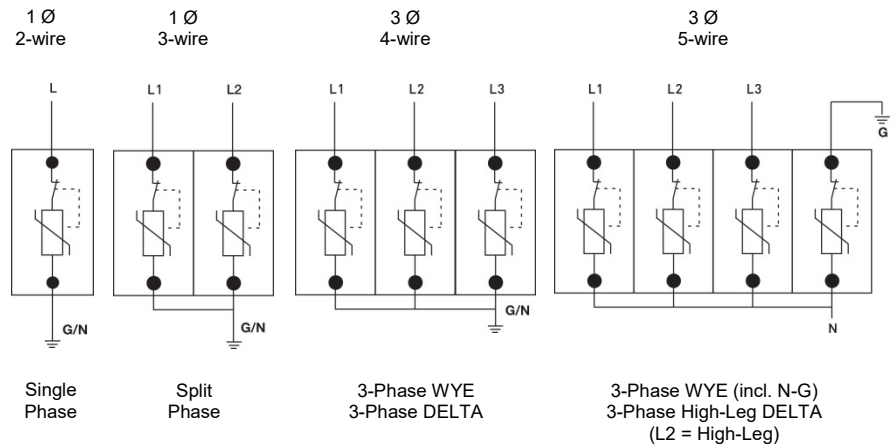 1 Ø
2-wire
1 Ø
3-wire
3 Ø
4-wire
3 Ø
5-wire
L
L1
L2
L1
L2
L3
L1
L2
L3
G
G/N
G/N
G/N
N
Single
Phase
Split
Phase
3-Phase WYE
3-Phase DELTA
3-Phase WYE (incl. N-G)
3-Phase High-Leg DELTA
(L2 = High-Leg)